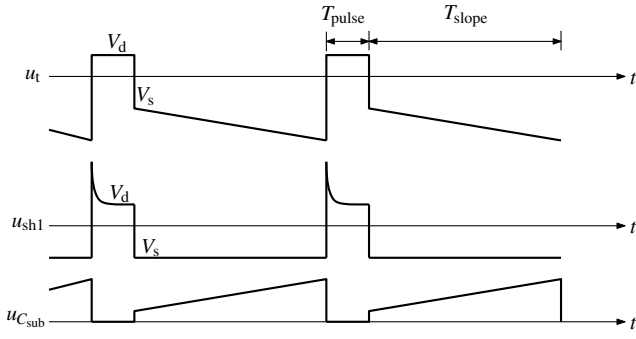 T_pulse T_slope
V_d
u_t t
V_s
V_d
u_sh1 t
V_s
u_C_sub t